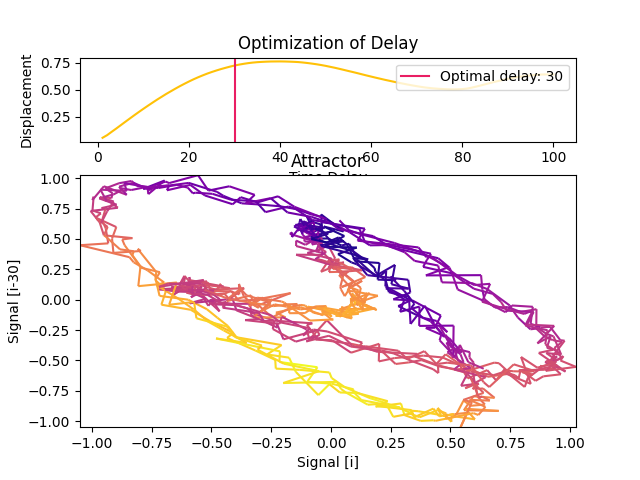 Optimization of Delay
Displacement
0.75
0.50
0.25
Optimal delay: 30
0 20 40 60 80 100
Time Delay
Attractor
Signal [i-30]
1.00
0.75
0.50
0.25
0.00
−0.25
−0.50
−0.75
−1.00
−1.00 −0.75 −0.50 −0.25 0.00 0.25 0.50 0.75 1.00
Signal [i]